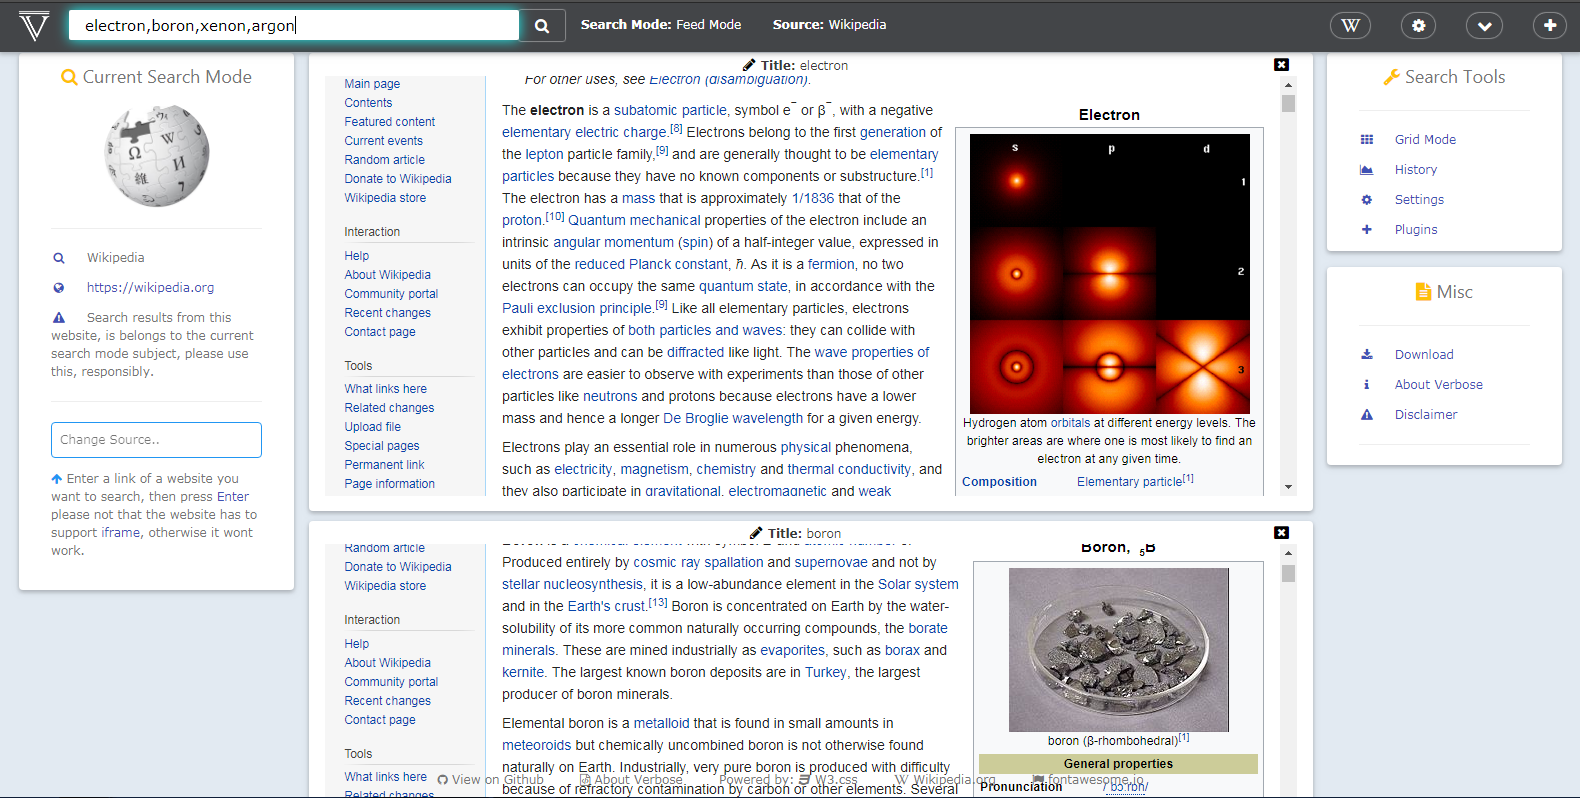 electron,boron,xenon,argon
Search Mode: Feed Mode
Source: Wikipedia
W
Current Search Mode
Wikipedia
https://wikipedia.org
Search results from this
website, is belongs to the current
search mode subject, please use
this, responsibly.
Change Source..
Enter a link of a website you
want to search, then press Enter
please not that the website has to
support iframe, otherwise it wont
work.
Title: electron
Main page
Contents
Featured content
Current events
Random article
Donate to Wikipedia
Wikipedia store
Interaction
Help
About Wikipedia
Community portal
Recent changes
Contact page
Tools
What links here
Related changes
Upload file
Special pages
Permanent link
Page information
For other uses, see Electron (disambiguation).
The electron is a subatomic particle, symbol e− or β−, with a negative
elementary electric charge.[8] Electrons belong to the first generation of
the lepton particle family,[9] and are generally thought to be elementary
particles because they have no known components or substructure.[1]
The electron has a mass that is approximately 1/1836 that of the
proton.[10] Quantum mechanical properties of the electron include an
intrinsic angular momentum (spin) of a half-integer value, expressed in
units of the reduced Planck constant, ħ. As it is a fermion, no two
electrons can occupy the same quantum state, in accordance with the
Pauli exclusion principle.[9] Like all elementary particles, electrons
exhibit properties of both particles and waves: they can collide with
other particles and can be diffracted like light. The wave properties of
electrons are easier to observe with experiments than those of other
particles like neutrons and protons because electrons have a lower
mass and hence a longer De Broglie wavelength for a given energy.
Electrons play an essential role in numerous physical phenomena,
such as electricity, magnetism, chemistry and thermal conductivity, and
they also participate in gravitational, electromagnetic and weak
Electron
s p d
1
2
3
Hydrogen atom orbitals at different energy levels. The
brighter areas are where one is most likely to find an
electron at any given time.
Composition Elementary particle[1]
Title: boron
Random article
Donate to Wikipedia
Wikipedia store
Interaction
Help
About Wikipedia
Community portal
Recent changes
Contact page
Tools
What links here
Related changes
Boron is a chemical element with symbol B and atomic number 5.
Produced entirely by cosmic ray spallation and supernovae and not by
stellar nucleosynthesis, it is a low-abundance element in the Solar system
and in the Earth's crust.[13] Boron is concentrated on Earth by the water-
solubility of its more common naturally occurring compounds, the borate
minerals. These are mined industrially as evaporites, such as borax and
kernite. The largest known boron deposits are in Turkey, the largest
producer of boron minerals.
Elemental boron is a metalloid that is found in small amounts in
meteoroids but chemically uncombined boron is not otherwise found
naturally on Earth. Industrially, very pure boron is produced with difficulty
because of refractory contamination by carbon or other elements. Several
Boron, 5B
boron (β-rhombohedral)[1]
General properties
Pronunciation /ˈbɔːrɒn/
View on Github
About Verbose
Powered by: W3.css
Wikipedia.org
fontawesome.io
Search Tools
Grid Mode
History
Settings
Plugins
Misc
Download
About Verbose
Disclaimer